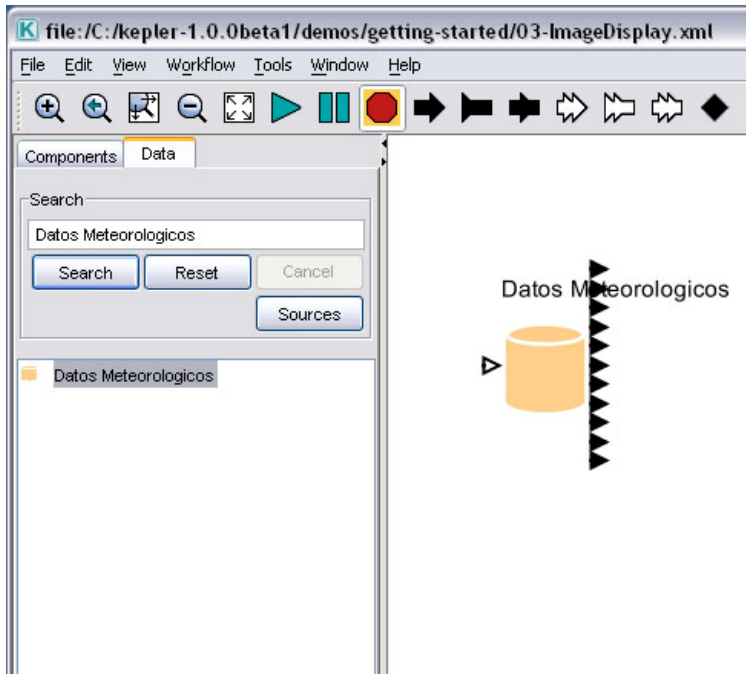 K file:/C:/kepler-1.0.0beta1/demos/getting-started/03-ImageDisplay.xml
File Edit View Workflow Tools Window Help
Components Data
Search
Datos Meteorologicos
Search Reset Cancel
Sources
Datos Meteorologicos
Datos Meteorologicos